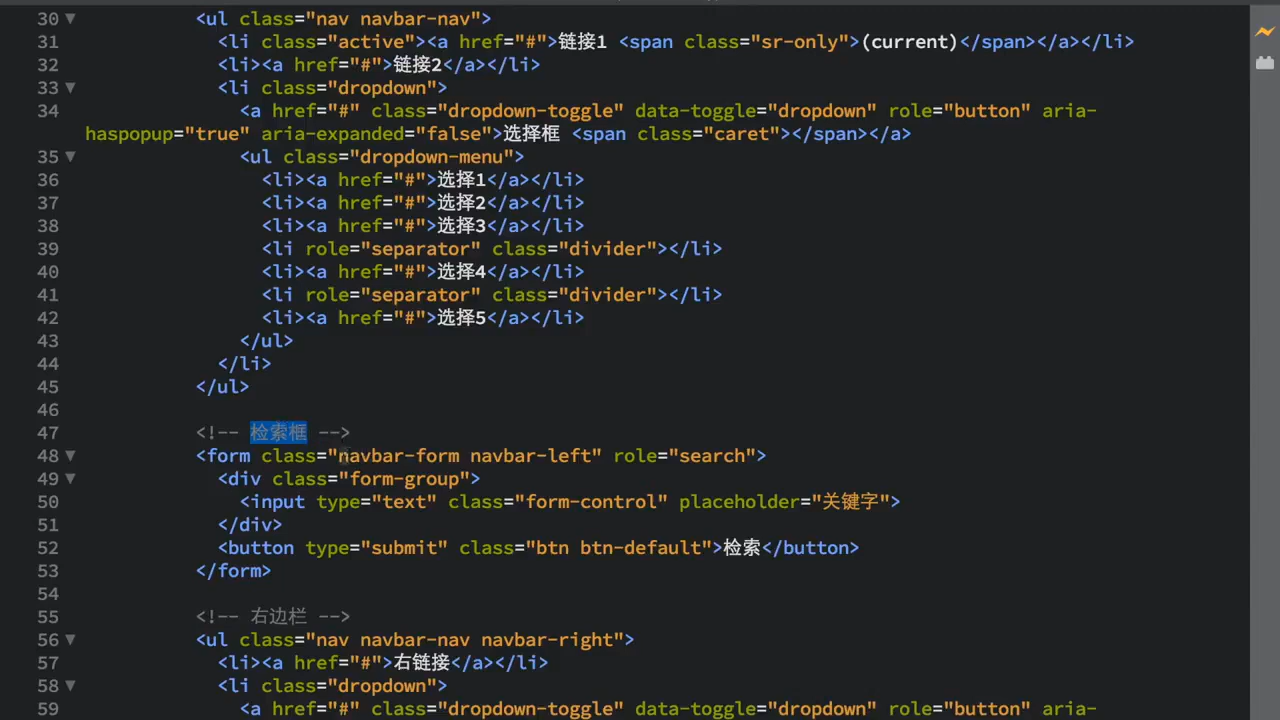 30 <ul class="nav navbar-nav">
31 <li class="active"><a href="#">链接1 <span class="sr-only">(current)</span></a></li>
32 <li><a href="#">链接2</a></li>
33 <li class="dropdown">
34 <a href="#" class="dropdown-toggle" data-toggle="dropdown" role="button" aria-
haspopup="true" aria-expanded="false">选择框 <span class="caret"></span></a>
35 <ul class="dropdown-menu">
36 <li><a href="#">选择1</a></li>
37 <li><a href="#">选择2</a></li>
38 <li><a href="#">选择3</a></li>
39 <li role="separator" class="divider"></li>
40 <li><a href="#">选择4</a></li>
41 <li role="separator" class="divider"></li>
42 <li><a href="#">选择5</a></li>
43 </ul>
44 </li>
45 </ul>
46
47 <!-- 检索框 -->
48 <form class="navbar-form navbar-left" role="search">
49 <div class="form-group">
50 <input type="text" class="form-control" placeholder="关键字">
51 </div>
52 <button type="submit" class="btn btn-default">检索</button>
53 </form>
54
55 <!-- 右边栏 -->
56 <ul class="nav navbar-nav navbar-right">
57 <li><a href="#">右链接</a></li>
58 <li class="dropdown">
59 <a href="#" class="dropdown-toggle" data-toggle="dropdown" role="button" aria-